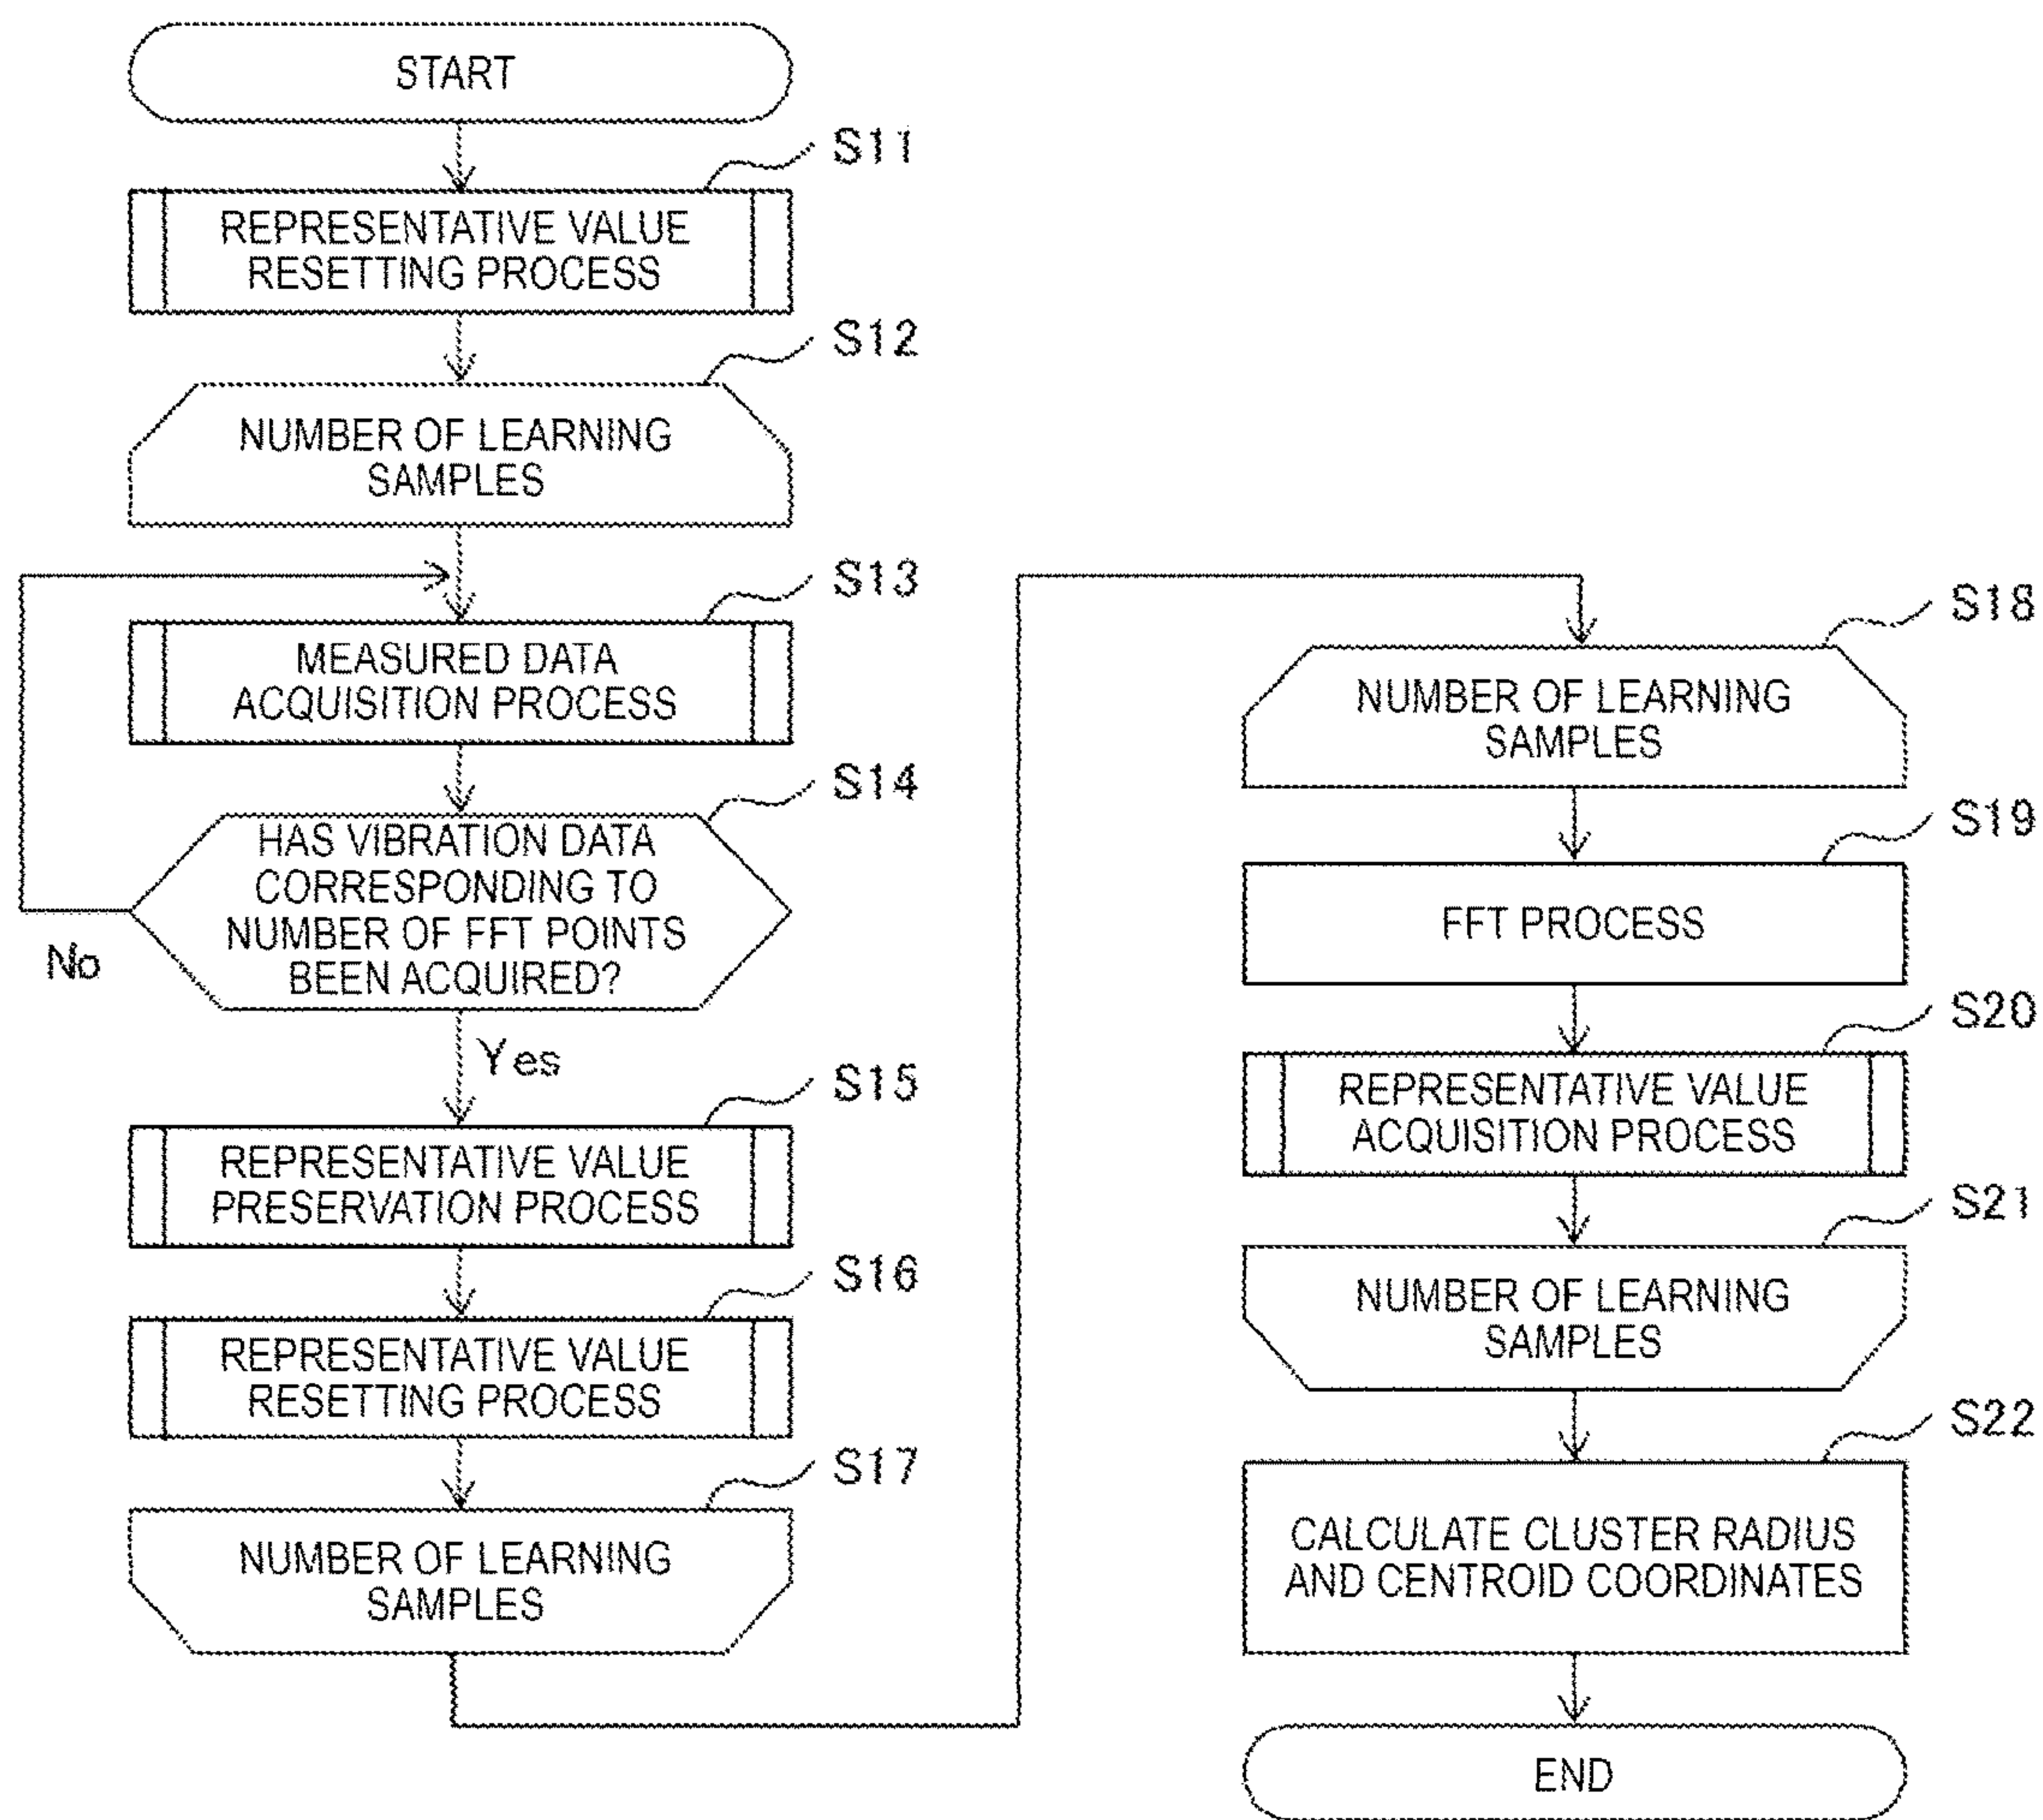 START
S11
REPRESENTATIVE VALUE
RESETTING PROCESS
S12
NUMBER OF LEARNING
SAMPLES
S13
MEASURED DATA
ACQUISITION PROCESS
S14
HAS VIBRATION DATA
CORRESPONDING TO
NUMBER OF FFT POINTS
BEEN ACQUIRED?
No
Yes
S15
REPRESENTATIVE VALUE
PRESERVATION PROCESS
S16
REPRESENTATIVE VALUE
RESETTING PROCESS
S17
NUMBER OF LEARNING
SAMPLES
S18
NUMBER OF LEARNING
SAMPLES
S19
FFT PROCESS
S20
REPRESENTATIVE VALUE
ACQUISITION PROCESS
S21
NUMBER OF LEARNING
SAMPLES
S22
CALCULATE CLUSTER RADIUS
AND CENTROID COORDINATES
END